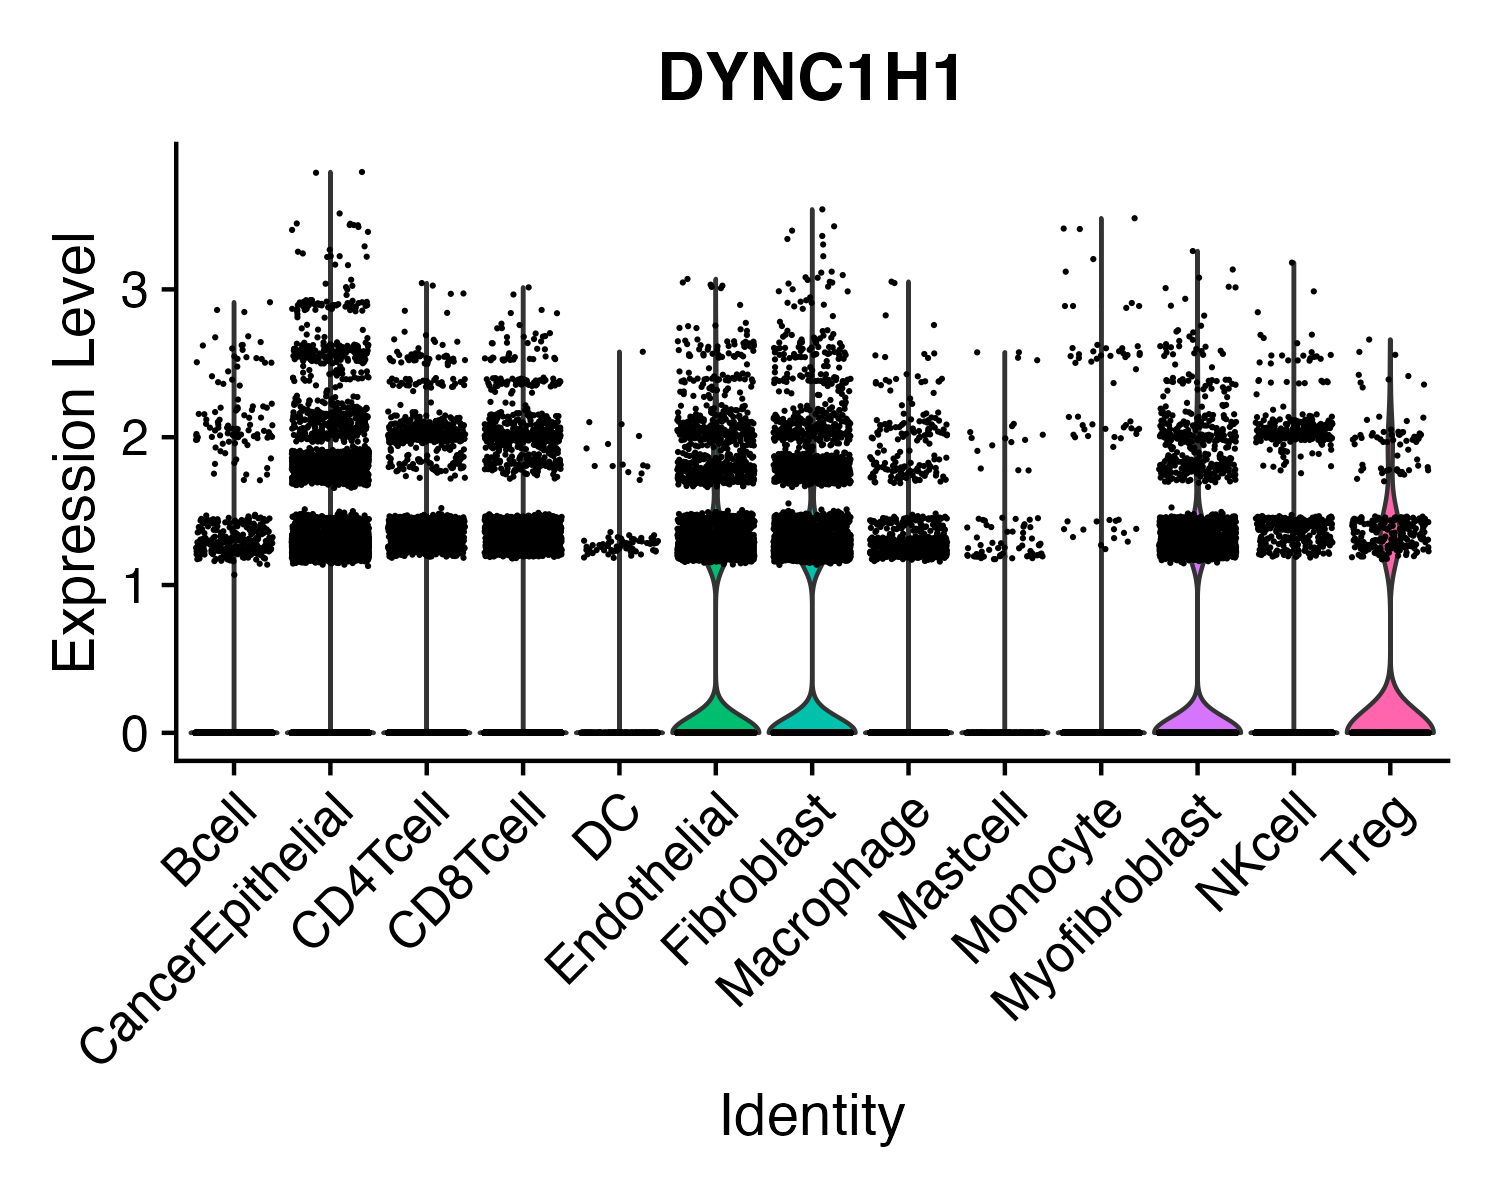 DYNC1H1
Expression Level
3
2
1
0
Bcell
CancerEpithelial
CD4Tcell
CD8Tcell
DC
Endothelial
Fibroblast
Macrophage
Mastcell
Monocyte
Myofibroblast
NKcell
Treg
Identity